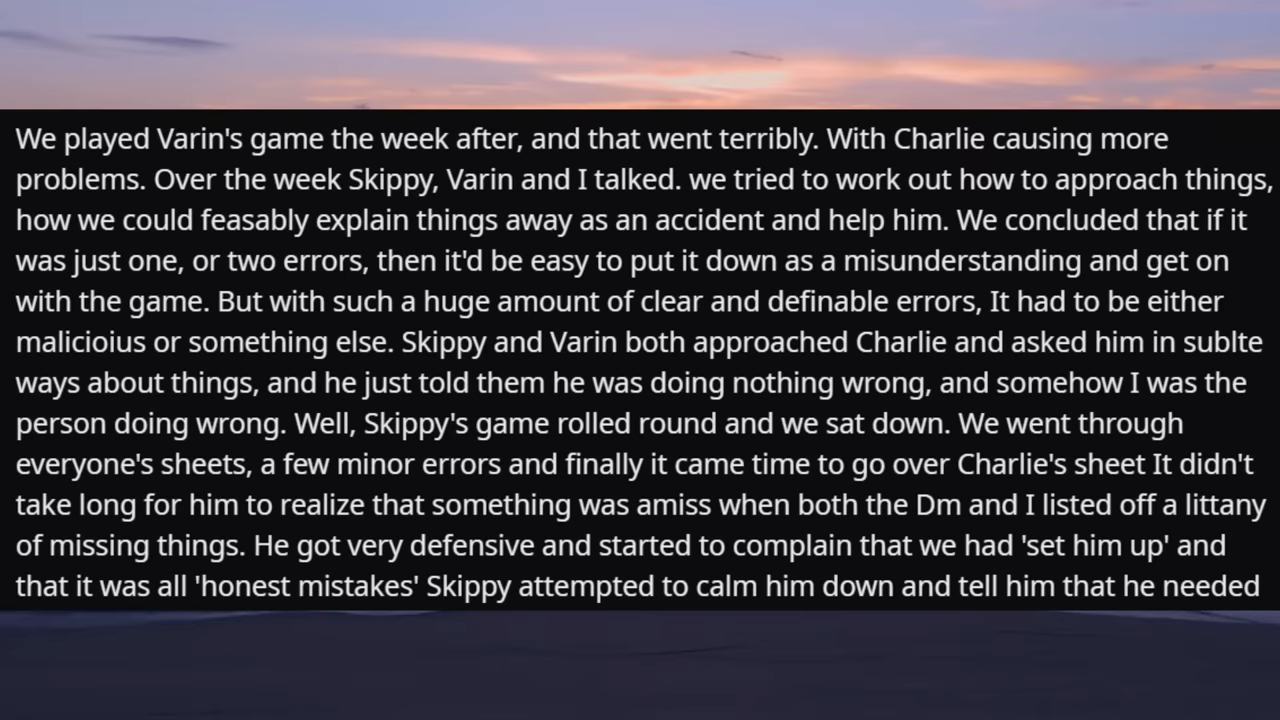 We played Varin's game the week after, and that went terribly. With Charlie causing more
problems. Over the week Skippy, Varin and I talked. we tried to work out how to approach things,
how we could feasably explain things away as an accident and help him. We concluded that if it
was just one, or two errors, then it'd be easy to put it down as a misunderstanding and get on
with the game. But with such a huge amount of clear and definable errors, It had to be either
malicioius or something else. Skippy and Varin both approached Charlie and asked him in sublte
ways about things, and he just told them he was doing nothing wrong, and somehow I was the
person doing wrong. Well, Skippy's game rolled round and we sat down. We went through
everyone's sheets, a few minor errors and finally it came time to go over Charlie's sheet It didn't
take long for him to realize that something was amiss when both the Dm and I listed off a littany
of missing things. He got very defensive and started to complain that we had 'set him up' and
that it was all 'honest mistakes' Skippy attempted to calm him down and tell him that he needed